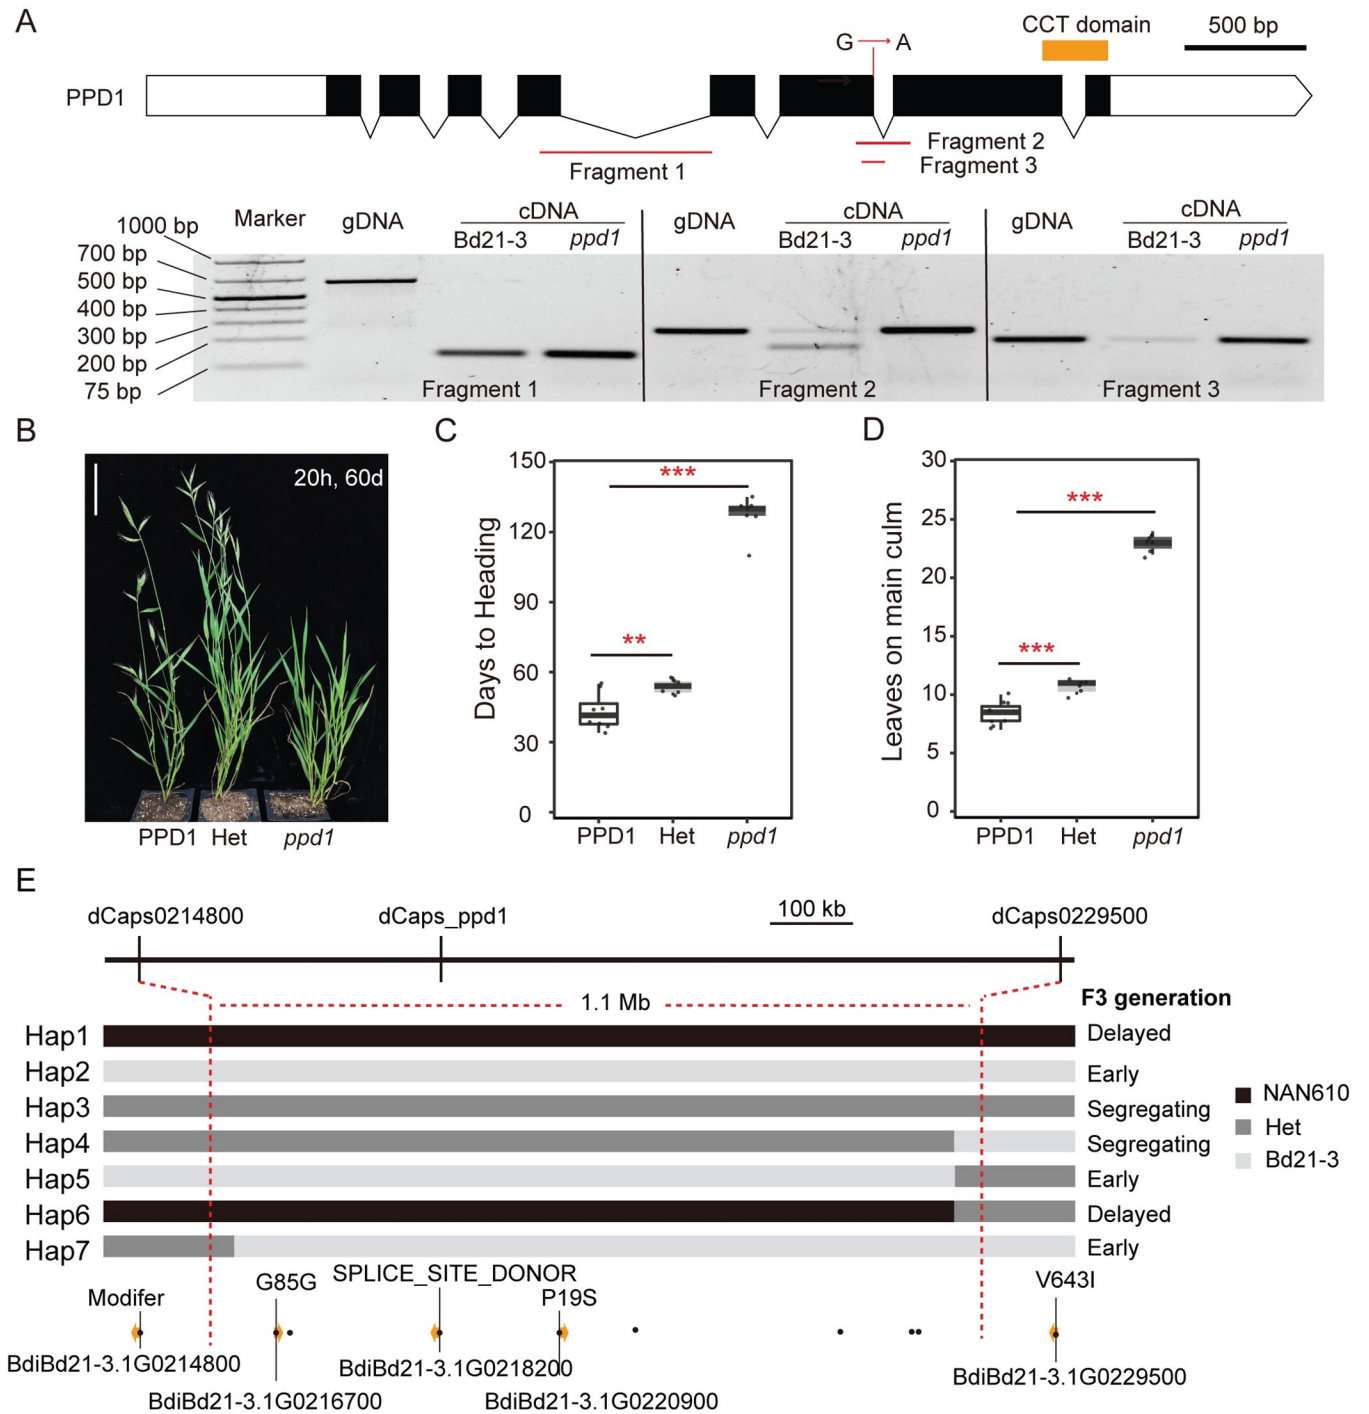 A
CCT domain
500 bp
G
A
PPD1
Fragment 2
Fragment 3
Fragment 1
Marker
gDNA
cDNA
Bd21-3
ppd1
gDNA
cDNA
Bd21-3
ppd1
gDNA
cDNA
Bd21-3
ppd1
1000 bp
700 bp
500 bp
400 bp
300 bp
200 bp
75 bp
Fragment 1
Fragment 2
Fragment 3
B
20h, 60d
PPD1 Het ppd1
C
Days to Heading
150
120
90
60
30
0
***
**
PPD1 Het ppd1
D
Leaves on main culm
30
25
20
15
10
5
0
***
***
PPD1 Het ppd1
E
dCaps0214800
dCaps_ppd1
100 kb
dCaps0229500
1.1 Mb
F3 generation
Hap1
Delayed
Hap2
Early
Hap3
Segregating
Hap4
Segregating
Hap5
Early
Hap6
Delayed
Hap7
Early
NAN610
Het
Bd21-3
Modifer
G85G
SPLICE_SITE_DONOR
P19S
V643I
BdiBd21-3.1G0214800
BdiBd21-3.1G0216700
BdiBd21-3.1G0218200
BdiBd21-3.1G0220900
BdiBd21-3.1G0229500